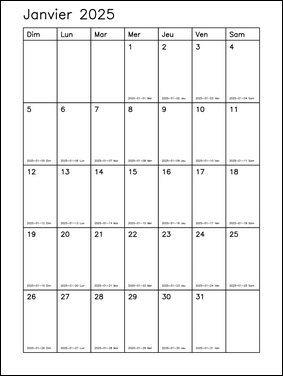 Janvier 2025
Dim Lun Mar Mer Jeu Ven Sam
1 2 3 4
2025-01-01 Mer 2025-01-02 Jeu 2025-01-03 Ven 2025-01-04 Sam
5 6 7 8 9 10 11
2025-01-05 Dim 2025-01-06 Lun 2025-01-07 Mar 2025-01-08 Mer 2025-01-09 Jeu 2025-01-10 Ven 2025-01-11 Sam
12 13 14 15 16 17 18
2025-01-12 Dim 2025-01-13 Lun 2025-01-14 Mar 2025-01-15 Mer 2025-01-16 Jeu 2025-01-17 Ven 2025-01-18 Sam
19 20 21 22 23 24 25
2025-01-19 Dim 2025-01-20 Lun 2025-01-21 Mar 2025-01-22 Mer 2025-01-23 Jeu 2025-01-24 Ven 2025-01-25 Sam
26 27 28 29 30 31
2025-01-26 Dim 2025-01-27 Lun 2025-01-28 Mar 2025-01-29 Mer 2025-01-30 Jeu 2025-01-31 Ven